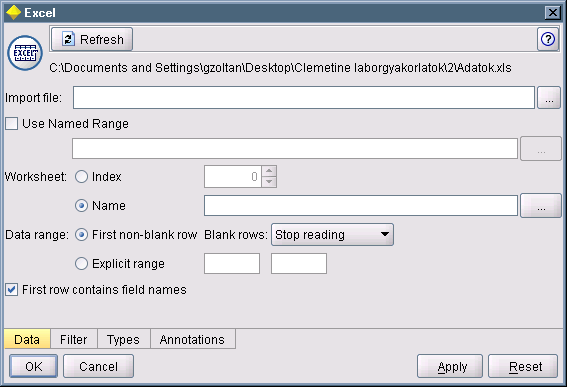 Excel
EXCEL
Refresh
?
C:\Documents and Settings\gzoltan\Desktop\Clemetine laborgyakorlatok\2\Adatok.xls
Import file: ...
Use Named Range
...
Worksheet: Index 0
Name ...
Data range: First non-blank row Blank rows: Stop reading
Explicit range
First row contains field names
Data Filter Types Annotations
OK Cancel Apply Reset